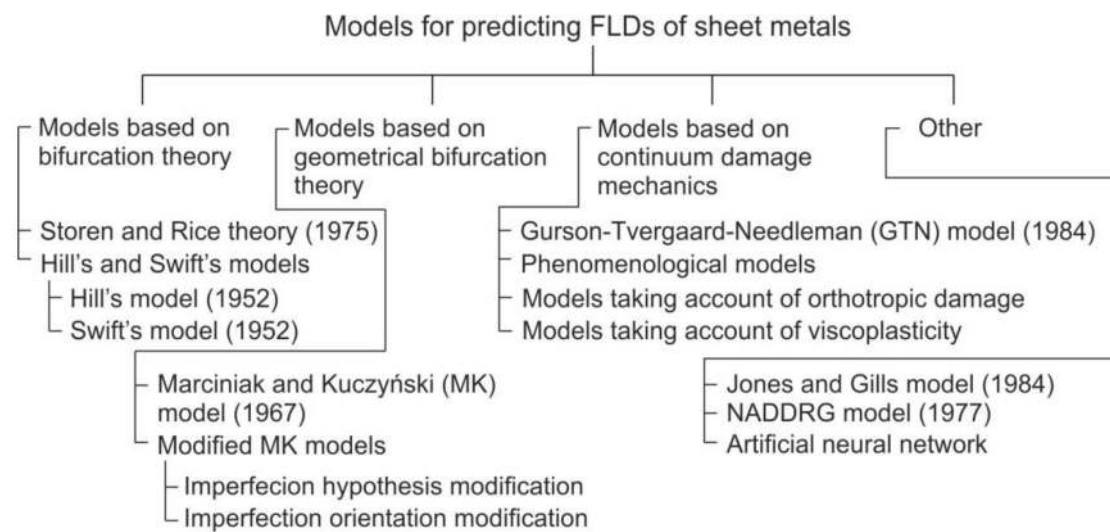 Models for predicting FLDs of sheet metals
Models based on
bifurcation theory
Models based on
geometrical bifurcation
theory
Models based on
continuum damage
mechanics
Other
Storen and Rice theory (1975)
Hill's and Swift's models
Hill's model (1952)
Swift's model (1952)
Marciniak and Kuczyński (MK)
model (1967)
Modified MK models
Imperfecion hypothesis modification
Imperfection orientation modification
Gurson-Tvergaard-Needleman (GTN) model (1984)
Phenomenological models
Models taking account of orthotropic damage
Models taking account of viscoplasticity
Jones and Gills model (1984)
NADDRG model (1977)
Artificial neural network